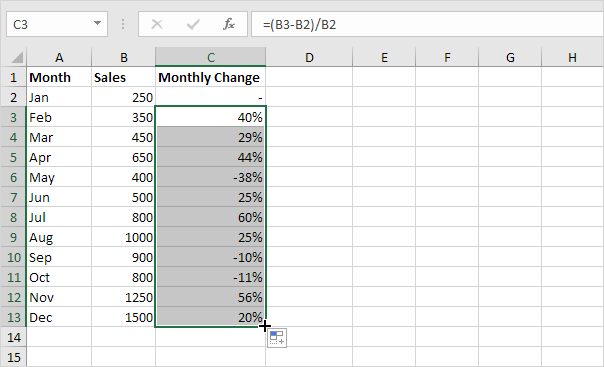 C3 fx =(B3-B2)/B2
A B C D E F G H
1 Month Sales Monthly Change
2 Jan 250 -
3 Feb 350 40%
4 Mar 450 29%
5 Apr 650 44%
6 May 400 -38%
7 Jun 500 25%
8 Jul 800 60%
9 Aug 1000 25%
10 Sep 900 -10%
11 Oct 800 -11%
12 Nov 1250 56%
13 Dec 1500 20%
14
15